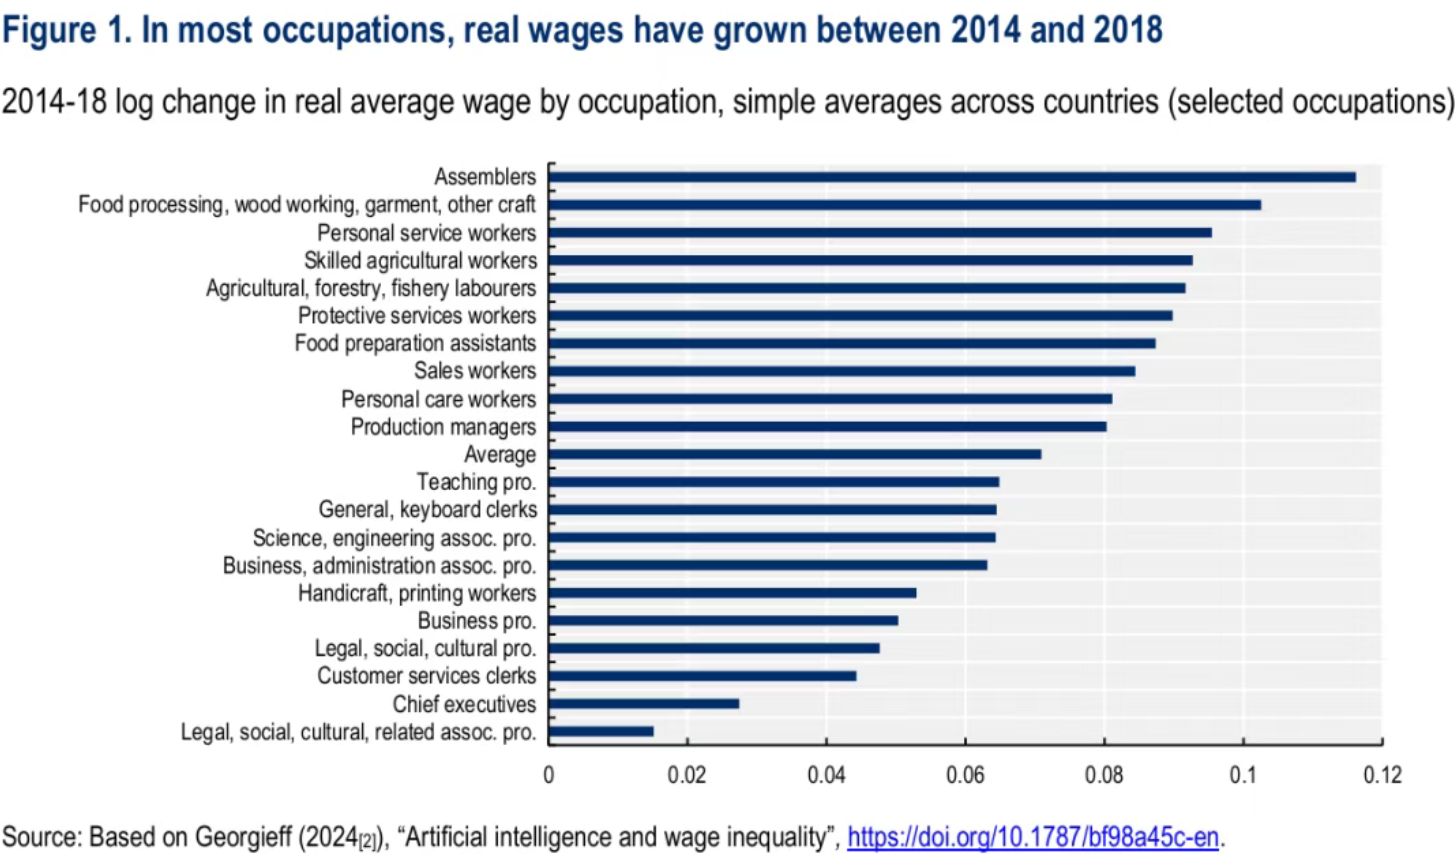 Figure 1. In most occupations, real wages have grown between 2014 and 2018
2014-18 log change in real average wage by occupation, simple averages across countries (selected occupations)
Assemblers
Food processing, wood working, garment, other craft
Personal service workers
Skilled agricultural workers
Agricultural, forestry, fishery labourers
Protective services workers
Food preparation assistants
Sales workers
Personal care workers
Production managers
Average
Teaching pro.
General, keyboard clerks
Science, engineering assoc. pro.
Business, administration assoc. pro.
Handicraft, printing workers
Business pro.
Legal, social, cultural pro.
Customer services clerks
Chief executives
Legal, social, cultural, related assoc. pro.
0 0.02 0.04 0.06 0.08 0.1 0.12
Source: Based on Georgieff (2024[2]), “Artificial intelligence and wage inequality”, https://doi.org/10.1787/bf98a45c-en.